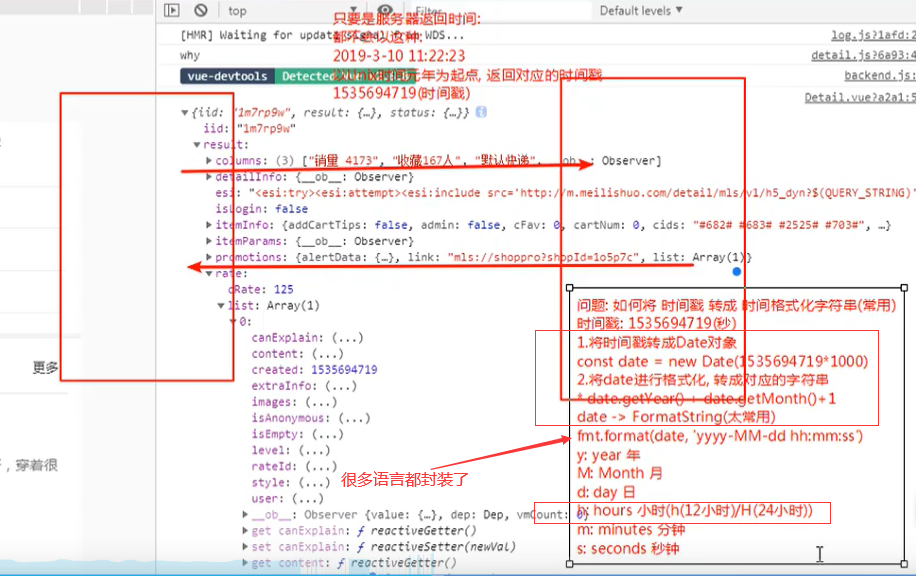 top
Filter
Default levels ▼
只要是服务器返回时间:
[HMR] Waiting for update signal from WDS...
log.js?1afd:2
都不会以这种:
why
detail.js?6a93:4
2019-3-10 11:22:23
vue-devtools Detected
backend.js:
以Unix时间元年为起点, 返回对应的时间戳
1535694719(时间戳)
Detail.vue?a2a1:5
▼{iid: "1m7rp9w", result: {…}, status: {…}}
iid: "1m7rp9w"
▼result:
▶columns: (3) ["销量 4173", "收藏167人", "默认快递", __ob__: Observer]
▶detailInfo: {__ob__: Observer}
esi: "<esi:try><esi:attempt><esi:include src='http://m.meilishuo.com/detail/mls/v1/h5_dyn?$(QUERY_STRING)'
islogin: false
▶itemInfo: {addCartTips: false, admin: false, cFav: 0, cartNum: 0, cids: "#682# #683# #2525# #703#", …}
▶itemParams: {__ob__: Observer}
▶promotions: {alertData: {…}, link: "mls://shoppro?shopId=1o5p7c", list: Array(1)}
▼rate:
cRate: 125
▼list: Array(1)
▼0:
canExplain: (...)
content: (...)
created: 1535694719
extraInfo: (...)
images: (...)
isAnonymous: (...)
isEmpty: (...)
level: (...)
rateId: (...)
style: (...)
user: (...)
▶__ob__: Observer {value: {…}, dep: Dep, vmCount: 0}
▶get canExplain: ƒ reactiveGetter()
▶set canExplain: ƒ reactiveSetter(newVal)
▶get content: ƒ reactiveGetter()
更多
，穿着很
很多语言都封装了
问题: 如何将 时间戳 转成 时间格式化字符串(常用)
时间戳: 1535694719(秒)
1.将时间戳转成Date对象
const date = new Date(1535694719*1000)
2.将date进行格式化, 转成对应的字符串
* date.getYear() + date.getMonth()+1
date -> FormatString(太常用)
fmt.format(date, 'yyyy-MM-dd hh:mm:ss')
y: year 年
M: Month 月
d: day 日
h: hours 小时(h(12小时)/H(24小时))
m: minutes 分钟
s: seconds 秒钟